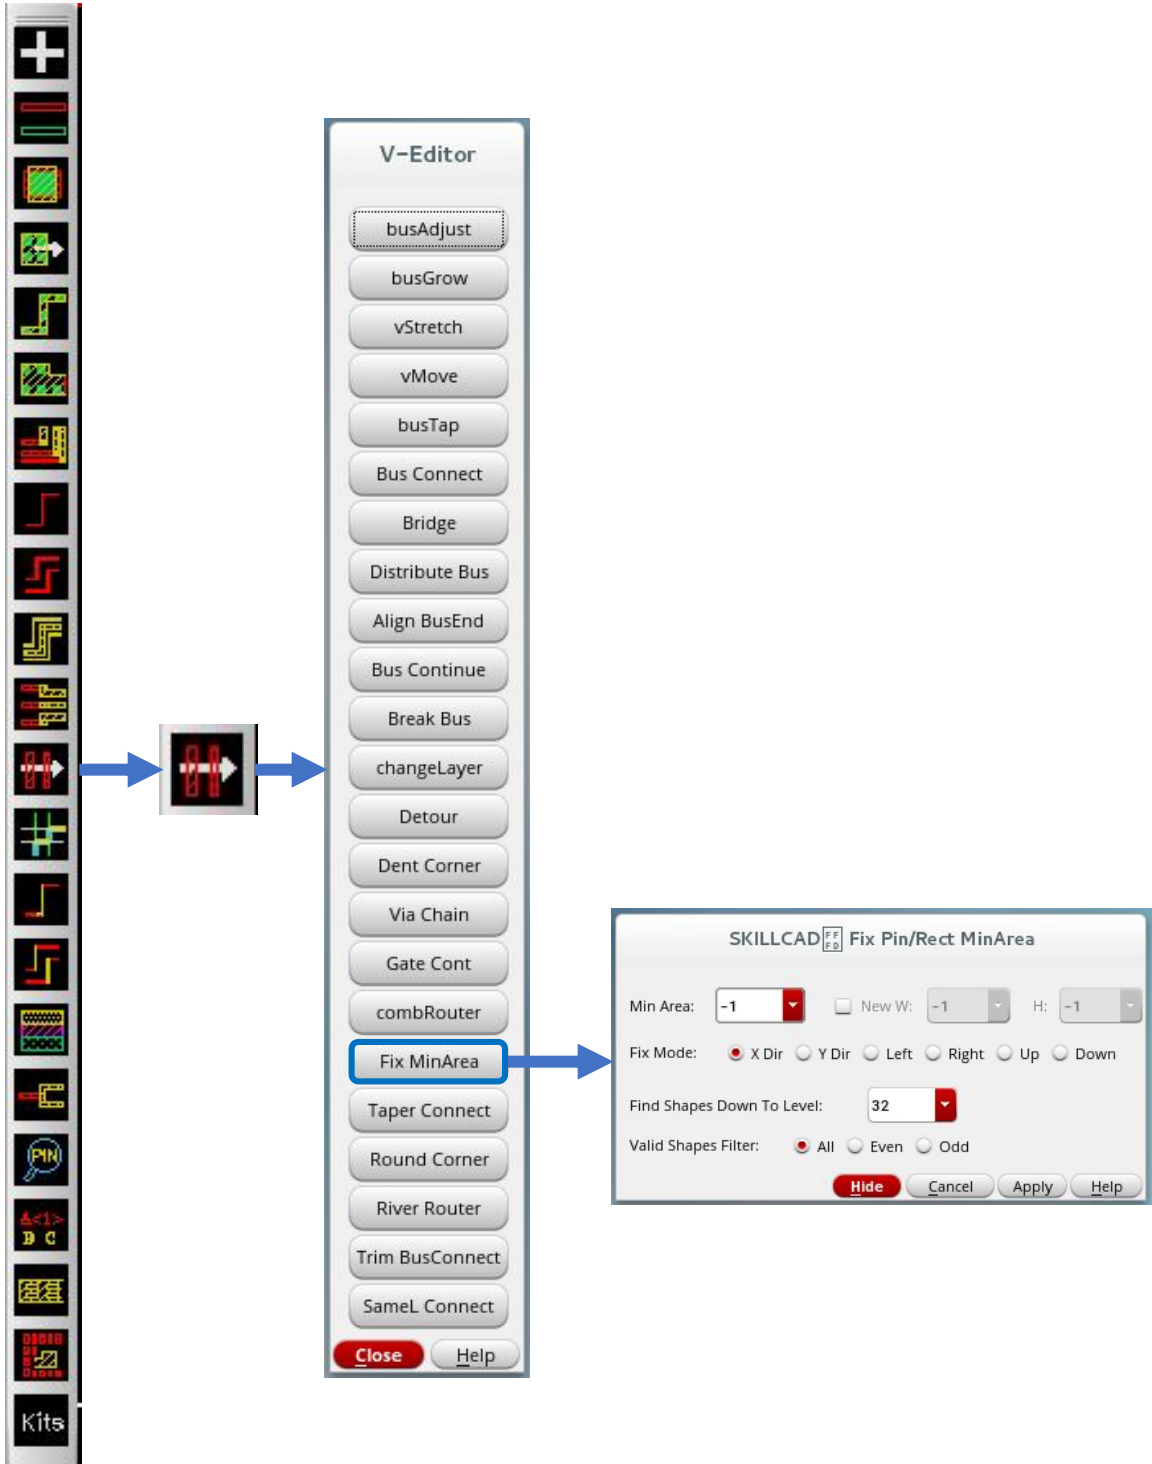 V-Editor
busAdjust
busGrow
vStretch
vMove
busTap
Bus Connect
Bridge
Distribute Bus
Align BusEnd
Bus Continue
Break Bus
changeLayer
Detour
Dent Corner
Via Chain
Gate Cont
combRouter
Fix MinArea
Taper Connect
Round Corner
River Router
Trim BusConnect
SameL Connect
Close Help
PIN
A<1>
B C
Kits
SKILLCAD Fix Pin/Rect MinArea
Min Area: -1 New W: -1 H: -1
Fix Mode: X Dir Y Dir Left Right Up Down
Find Shapes Down To Level: 32
Valid Shapes Filter: All Even Odd
Hide Cancel Apply Help